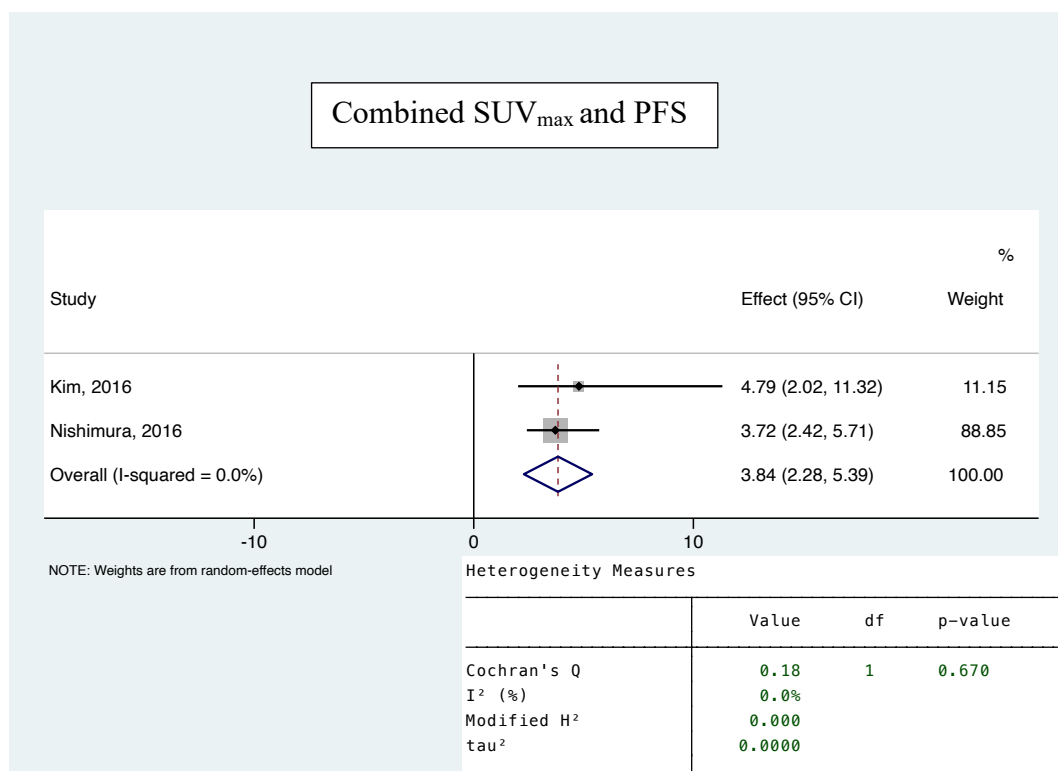 Combined SUVmax and PFS
%
Study Effect (95% CI) Weight
Kim, 2016 4.79 (2.02, 11.32) 11.15
Nishimura, 2016 3.72 (2.42, 5.71) 88.85
Overall (I-squared = 0.0%) 3.84 (2.28, 5.39) 100.00
-10 0 10
NOTE: Weights are from random-effects model
Heterogeneity Measures
Value df p-value
Cochran's Q 0.18 1 0.670
I² (%) 0.0%
Modified H² 0.000
tau² 0.0000